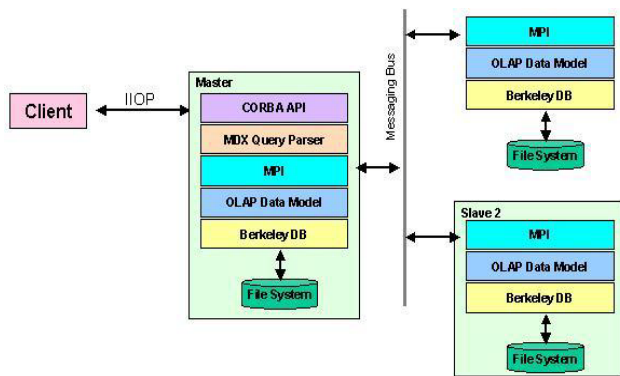 Client
IIOP
Master
CORBA API
MDX Query Parser
MPI
OLAP Data Model
Berkeley DB
File System
Messaging Bus
MPI
OLAP Data Model
Berkeley DB
File System
Slave 2
MPI
OLAP Data Model
Berkeley DB
File System